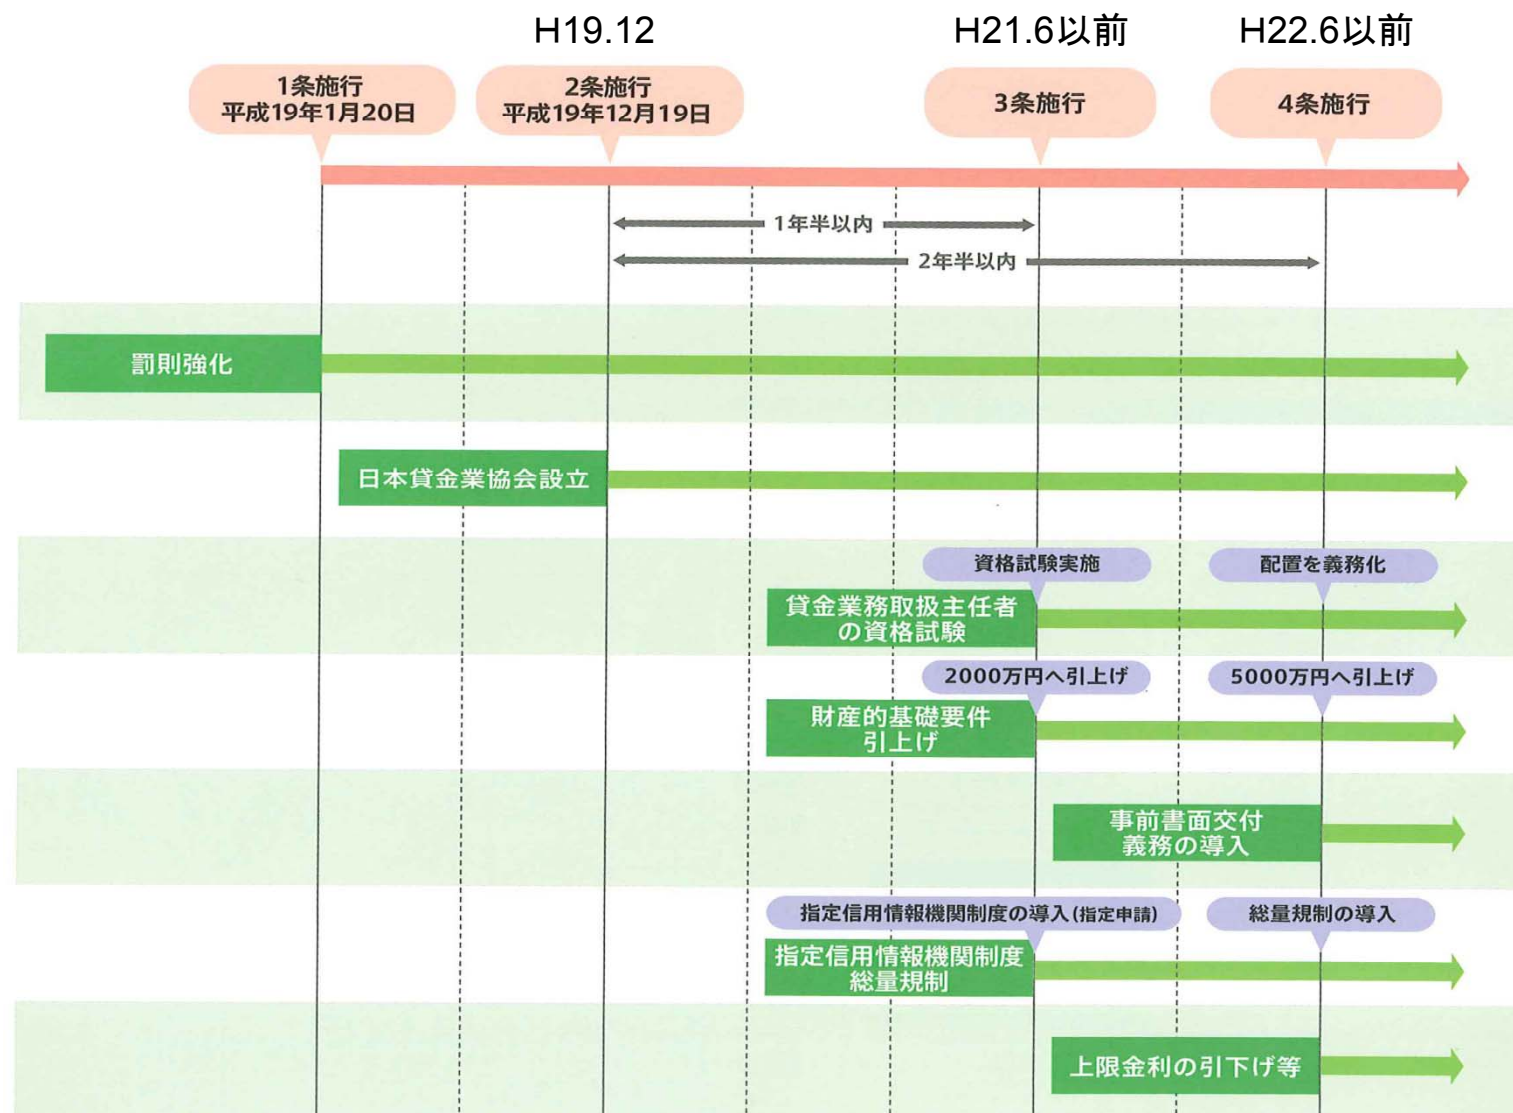 H19.12
H21.6以前
H22.6以前
1条施行
平成19年1月20日
2条施行
平成19年12月19日
3条施行
4条施行
1年半以内
2年半以内
罰則強化
日本貸金業協会設立
資格試験実施
配置を義務化
貸金業務取扱主任者
の資格試験
2000万円へ引上げ
5000万円へ引上げ
財産的基礎要件
引上げ
事前書面交付
義務の導入
指定信用情報機関制度の導入(指定申請)
総量規制の導入
指定信用情報機関制度
総量規制
上限金利の引下げ等